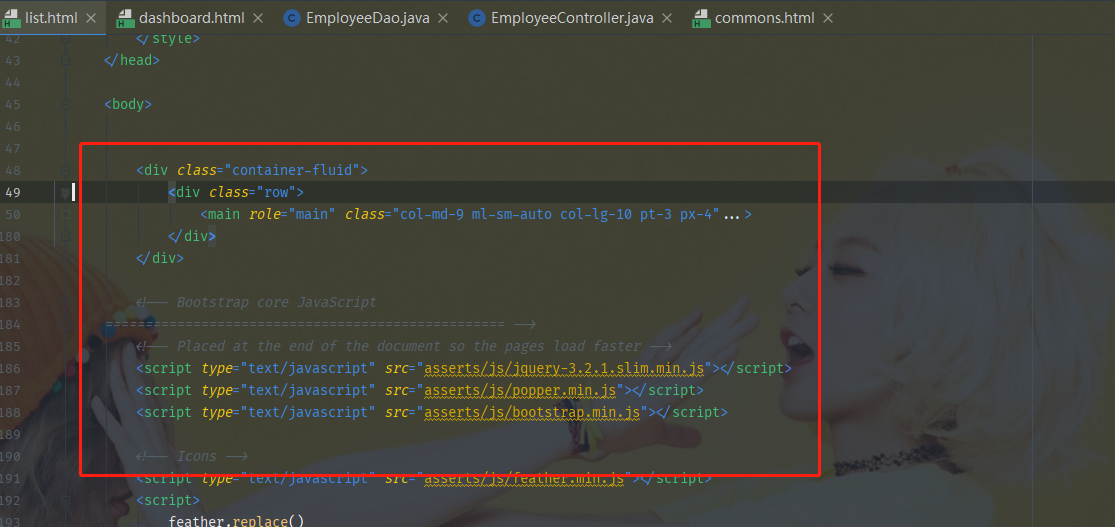 list.html dashboard.html EmployeeDao.java EmployeeController.java commons.html
42 </style>
43 </head>
44
45 <body>
46
47
48 <div class="container-fluid">
49 <div class="row">
50 <main role="main" class="col-md-9 ml-sm-auto col-lg-10 pt-3 px-4"...>
180 </div>
181 </div>
182
183 <!-- Bootstrap core JavaScript
184 ================================================== -->
185 <!-- Placed at the end of the document so the pages load faster -->
186 <script type="text/javascript" src="asserts/js/jquery-3.2.1.slim.min.js"></script>
187 <script type="text/javascript" src="asserts/js/popper.min.js"></script>
188 <script type="text/javascript" src="asserts/js/bootstrap.min.js"></script>
189
190 <!-- Icons -->
191 <script type="text/javascript" src="asserts/js/feather.min.js"></script>
192 <script>
193 feather.replace()